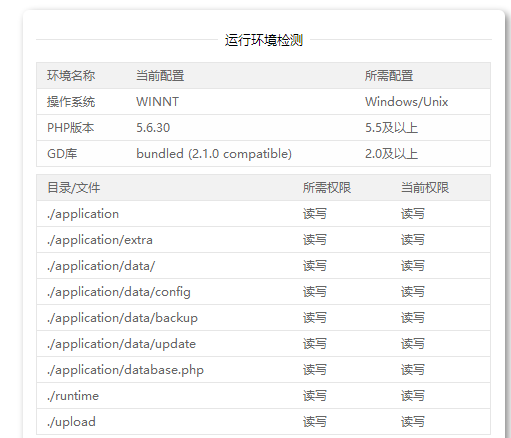 运行环境检测
环境名称 当前配置 所需配置
操作系统 WINNT Windows/Unix
PHP版本 5.6.30 5.5及以上
GD库 bundled (2.1.0 compatible) 2.0及以上
目录/文件 所需权限 当前权限
./application 读写 读写
./application/extra 读写 读写
./application/data/ 读写 读写
./application/data/config 读写 读写
./application/data/backup 读写 读写
./application/data/update 读写 读写
./application/database.php 读写 读写
./runtime 读写 读写
./upload 读写 读写